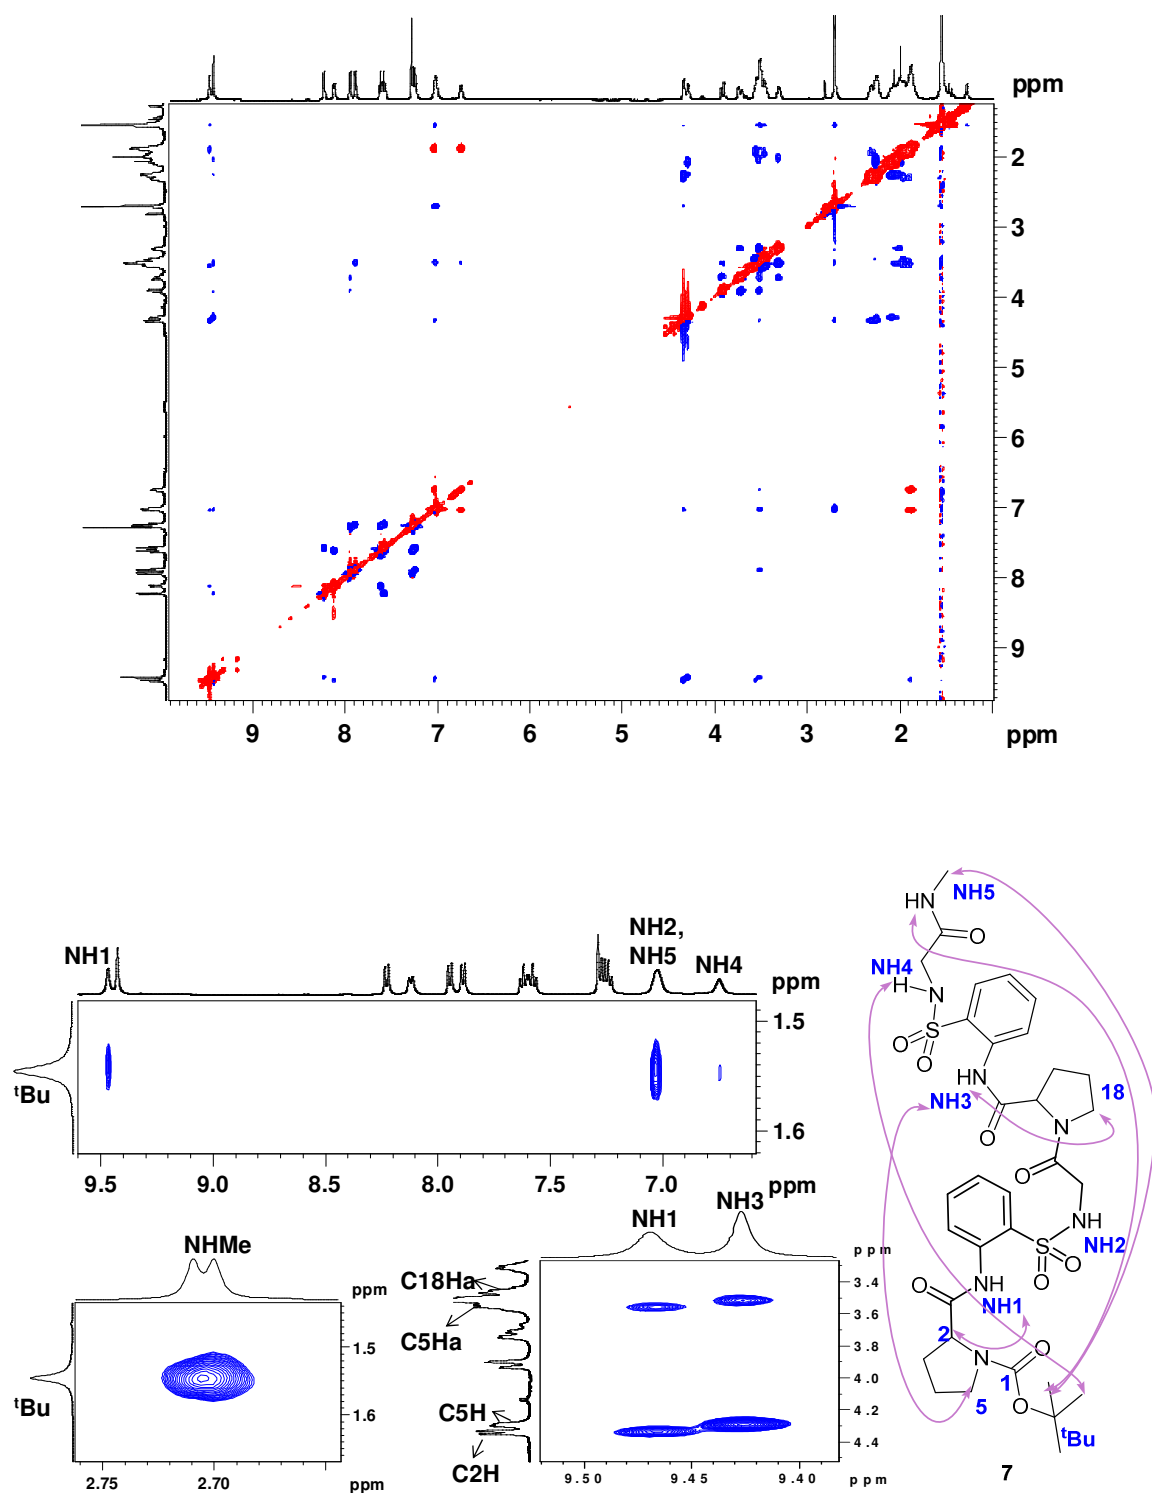 ppm
2
3
4
5
6
7
8
9
9 8 7 6 5 4 3 2 ppm
NH1
NH2,
NH5
NH4
ppm
1.5
1.6
tBu
9.5 9.0 8.5 8.0 7.5 7.0 ppm
NHMe
ppm
1.5
1.6
tBu
2.75 2.70 ppm
NH1 NH3
ppm
C18Ha
C5Ha
C5H
C2H
3.4
3.6
3.8
4.0
4.2
4.4
9.50 9.45 9.40 ppm
HN NH5
O
NH4
H N
S
O O
N H
NH3
O
18
N
O
NH
NH2
S
O O
N H
NH1
O
2
N
1
O
5
O
tBu
7